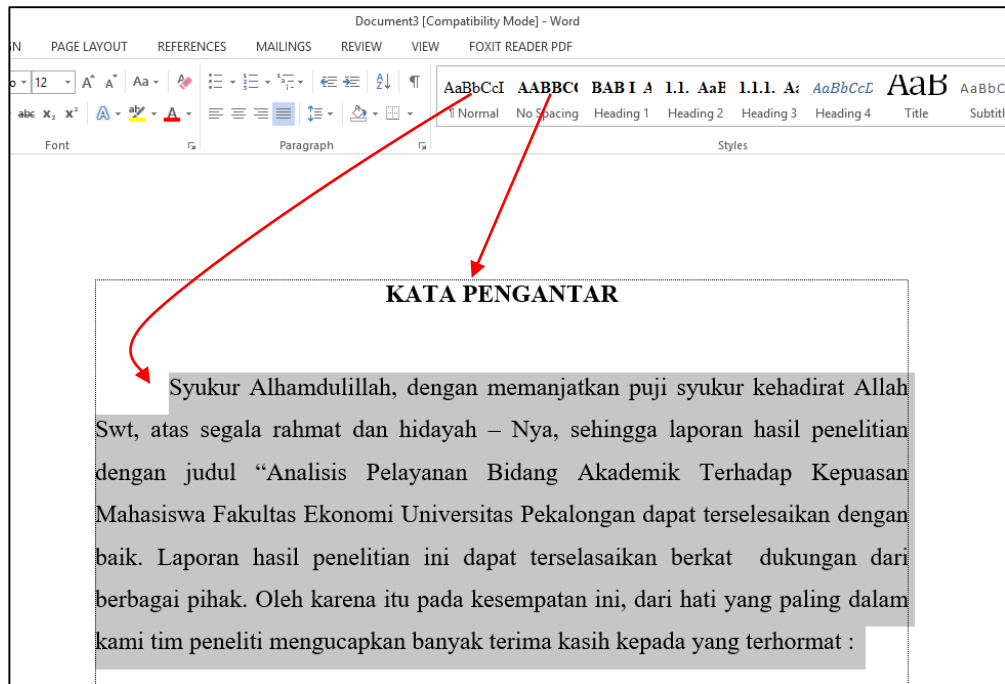 Document3 [Compatibility Mode] - Word
PAGE LAYOUT REFERENCES MAILINGS REVIEW VIEW FOXIT READER PDF
12 A A Aa
AaBbCcI AABBC BAB I A 1.1. AaB 1.1.1. Aa AaBbCcD AaB AaBbC
abc x₂ x² ab A
¶ Normal No Spacing Heading 1 Heading 2 Heading 3 Heading 4 Title Subtitl
Font Paragraph Styles
KATA PENGANTAR
Syukur Alhamdulillah, dengan memanjatkan puji syukur kehadirat Allah
Swt, atas segala rahmat dan hidayah – Nya, sehingga laporan hasil penelitian
dengan judul “Analisis Pelayanan Bidang Akademik Terhadap Kepuasan
Mahasiswa Fakultas Ekonomi Universitas Pekalongan dapat terselesaikan dengan
baik. Laporan hasil penelitian ini dapat terselasaikan berkat dukungan dari
berbagai pihak. Oleh karena itu pada kesempatan ini, dari hati yang paling dalam
kami tim peneliti mengucapkan banyak terima kasih kepada yang terhormat :